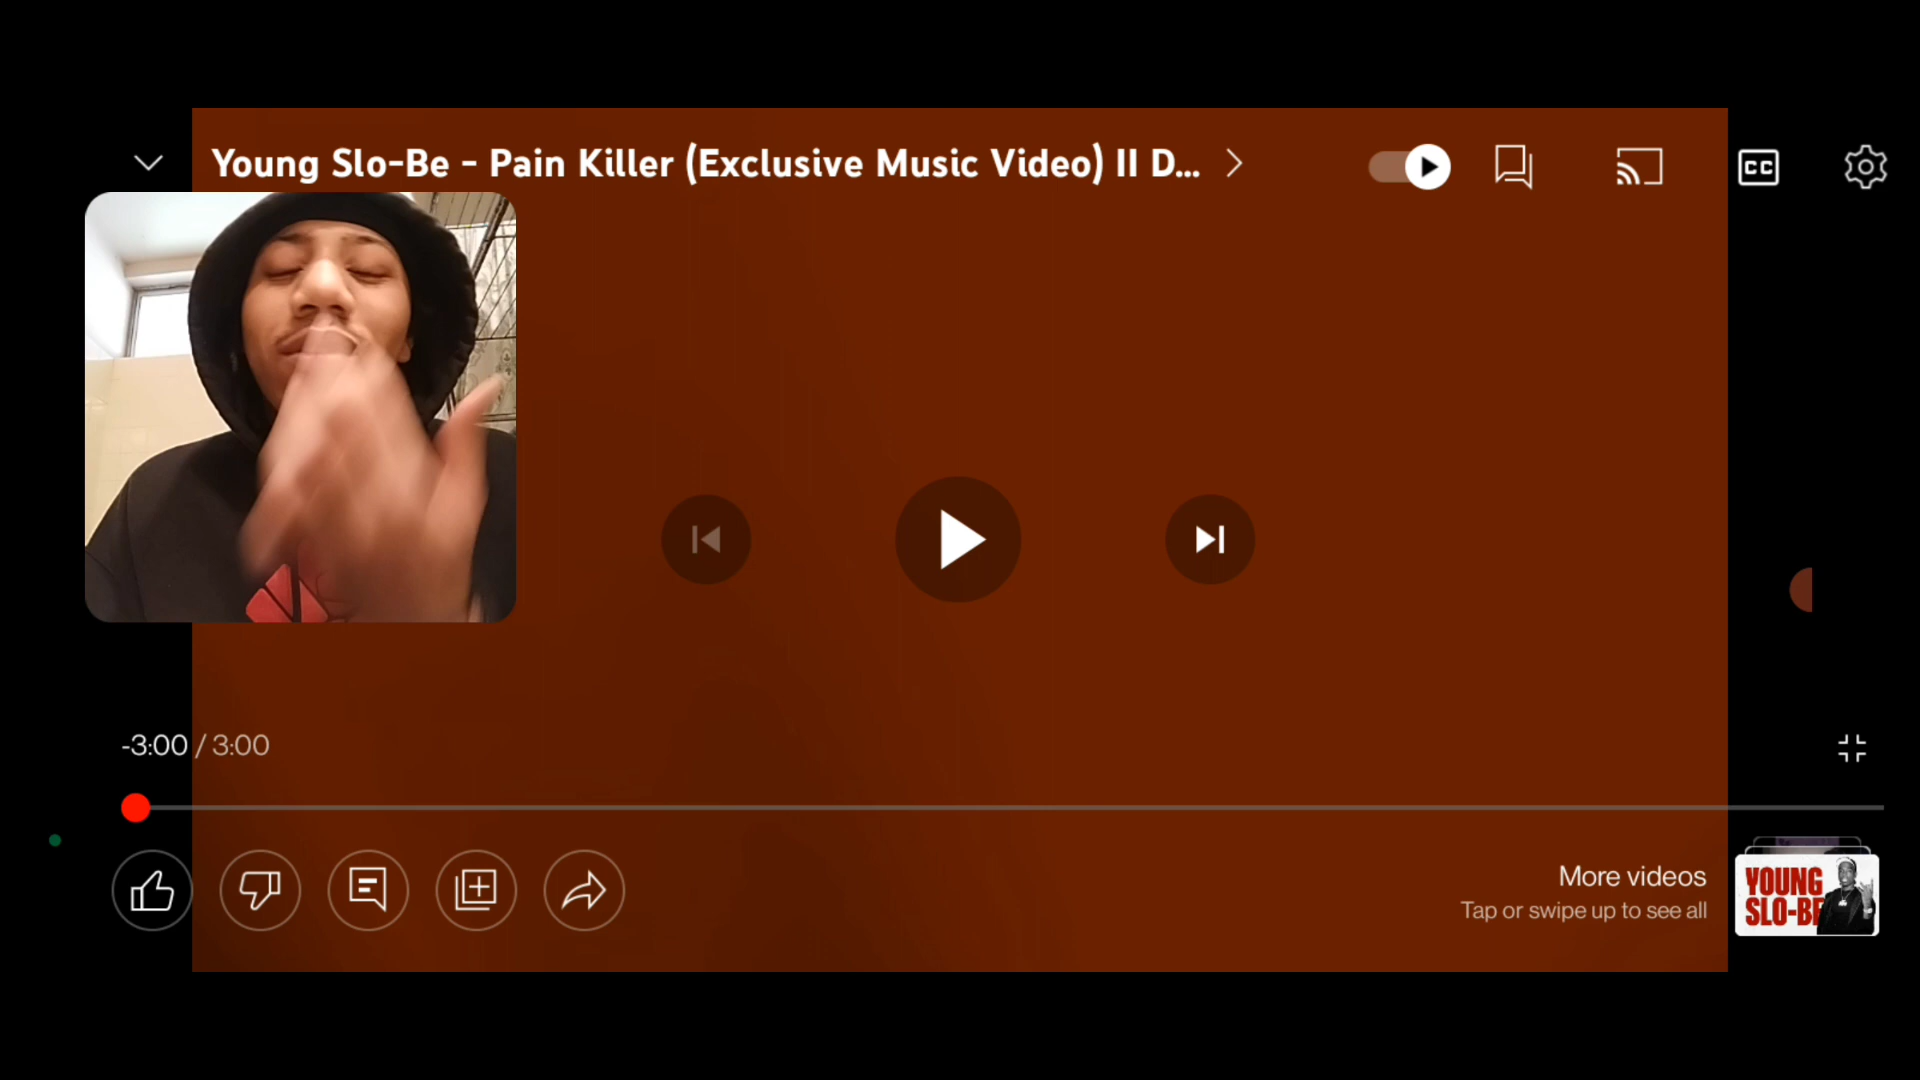 Young Slo-Be - Pain Killer (Exclusive Music Video) II D...
CC
-3:00 / 3:00
More videos
Tap or swipe up to see all
YOUNG
SLO-BE